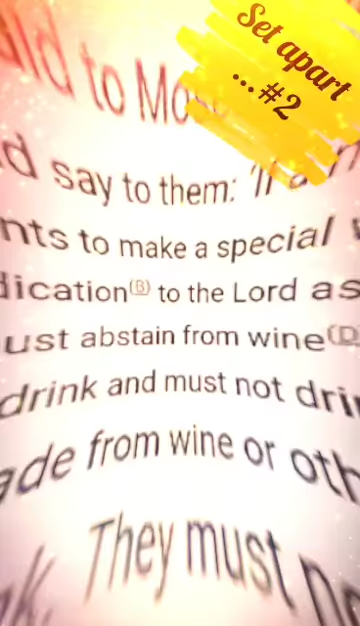 Set apart
...#2
to Mo
say to them: 'If a
nts to make a special
dication[B] to the Lord as
ust abstain from wine[D
drink and must not dri
ade from wine or oth
They must